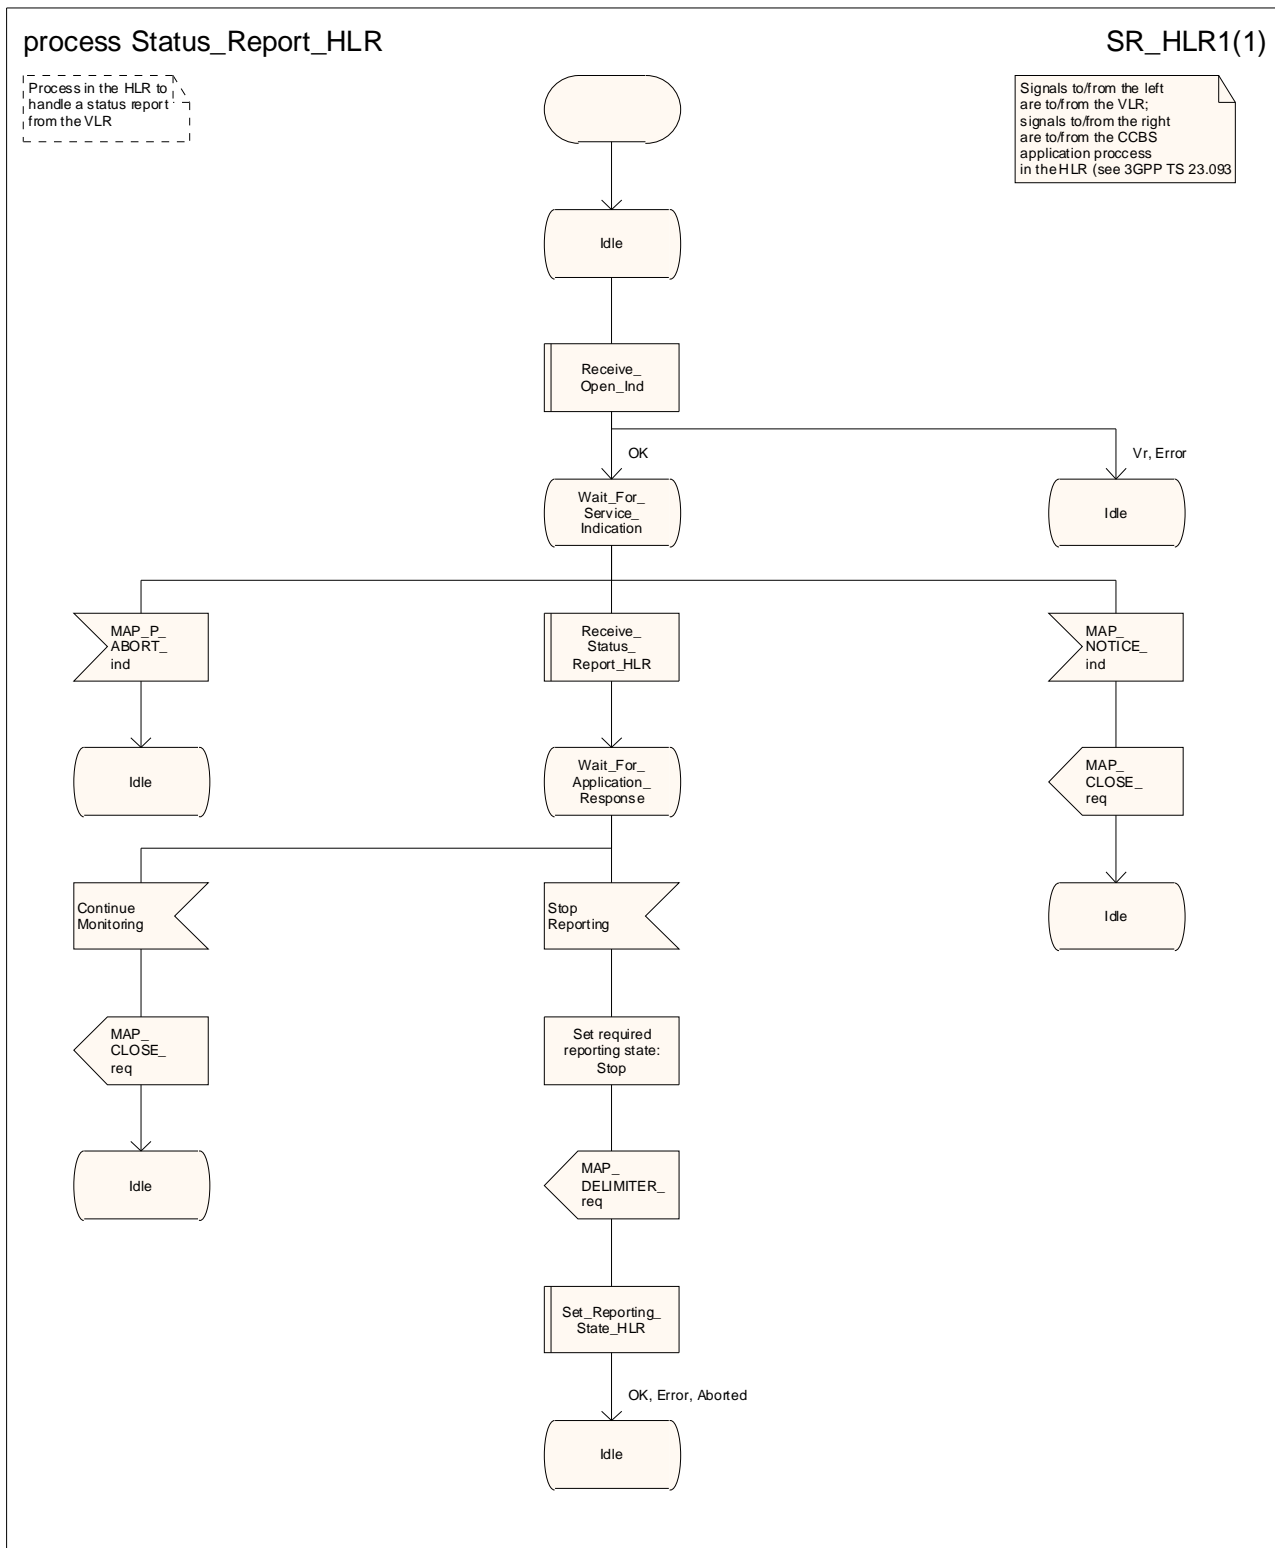 process Status_Report_HLR
SR_HLR1(1)
Process in the HLR to
handle a status report
from the VLR
Signals to/from the left
are to/from the VLR;
signals to/from the right
are to/from the CCBS
application proccess
in the HLR (see 3GPP TS 23.093
Idle
Receive_
Open_Ind
OK
Vr, Error
Wait_For_
Service_
Indication
Idle
MAP_P_
ABORT_
ind
Receive_
Status_
Report_HLR
MAP_
NOTICE_
ind
Idle
Wait_For_
Application_
Response
MAP_
CLOSE_
req
Continue
Monitoring
Stop
Reporting
Idle
MAP_
CLOSE_
req
Set required
reporting state:
Stop
Idle
MAP_
DELIMITER_
req
Set_Reporting_
State_HLR
OK, Error, Aborted
Idle